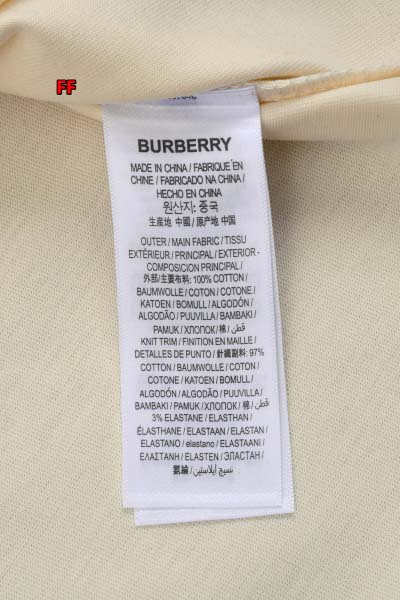 FF
BURBERRY
MADE IN CHINA / FABRIQUÉ EN
CHINE / FABRICADO NA CHINA /
HECHO EN CHINA
원산지: 중국
生産地 中國 / 原产地 中国
OUTER / MAIN FABRIC / TISSU
EXTÉRIEUR / PRINCIPAL / EXTERIOR -
COMPOSICION PRINCIPAL /
外部/主要布料: 100% COTTON /
BAUMWOLLE / COTON / COTONE /
KATOEN / BOMULL / ALGODÓN /
ALGODÃO / PUUVILLA / BAMBAKI /
PAMUK / ХЛОПОК / 棉 / قطن
KNIT TRIM / FINITION EN MAILLE /
DETALLES DE PUNTO / 針織副料: 97%
COTTON / BAUMWOLLE / COTON /
COTONE / KATOEN / BOMULL /
ALGODÓN / ALGODÃO / PUUVILLA /
BAMBAKI / PAMUK / ХЛОПОК / 棉 / قطن
3% ELASTANE / ELASTHAN /
ÉLASTHANE / ELASTAAN / ELASTAN /
ELASTANO / elastano / ELASTAANI /
ΕΛΑΣΤΑΝΗ / ELASTEN / ЭЛАСТАН /
氨綸 / نسيج ايلاستين